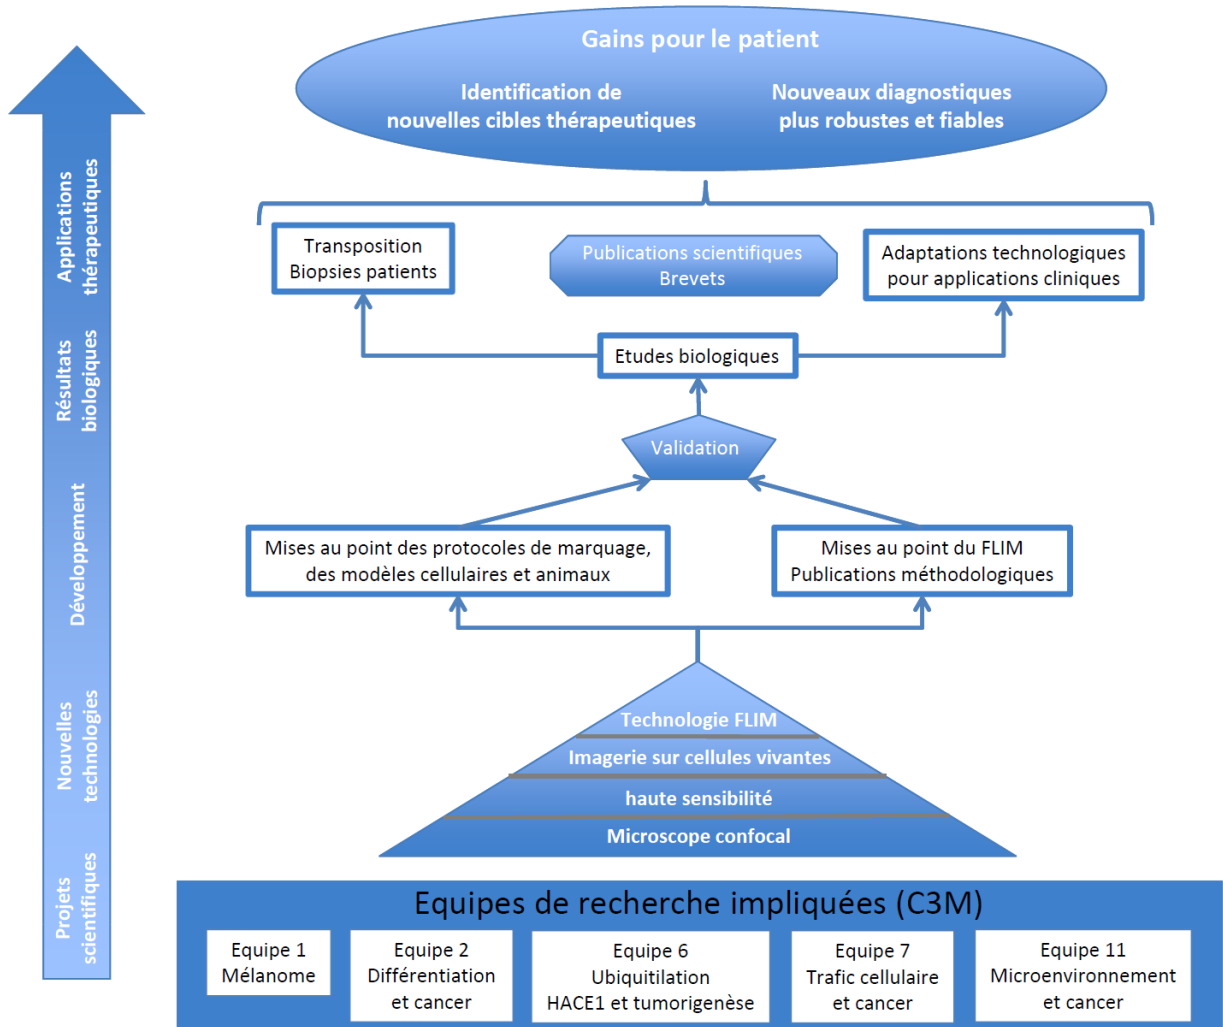 Gains pour le patient
Identification de
nouvelles cibles thérapeutiques
Nouveaux diagnostiques
plus robustes et fiables
Applications
thérapeutiques
Résultats
biologiques
Développement
Nouvelles
technologies
Projets
scientifiques
Transposition
Biopsies patients
Publications scientifiques
Brevets
Adaptations technologiques
pour applications cliniques
Etudes biologiques
Validation
Mises au point des protocoles de marquage,
des modèles cellulaires et animaux
Mises au point du FLIM
Publications méthodologiques
Technologie FLIM
Imagerie sur cellules vivantes
haute sensibilité
Microscope confocal
Equipes de recherche impliquées (C3M)
Equipe 1
Mélanome
Equipe 2
Différentiation
et cancer
Equipe 6
Ubiquitilation
HACE1 et tumorigenèse
Equipe 7
Trafic cellulaire
et cancer
Equipe 11
Microenvironnement
et cancer